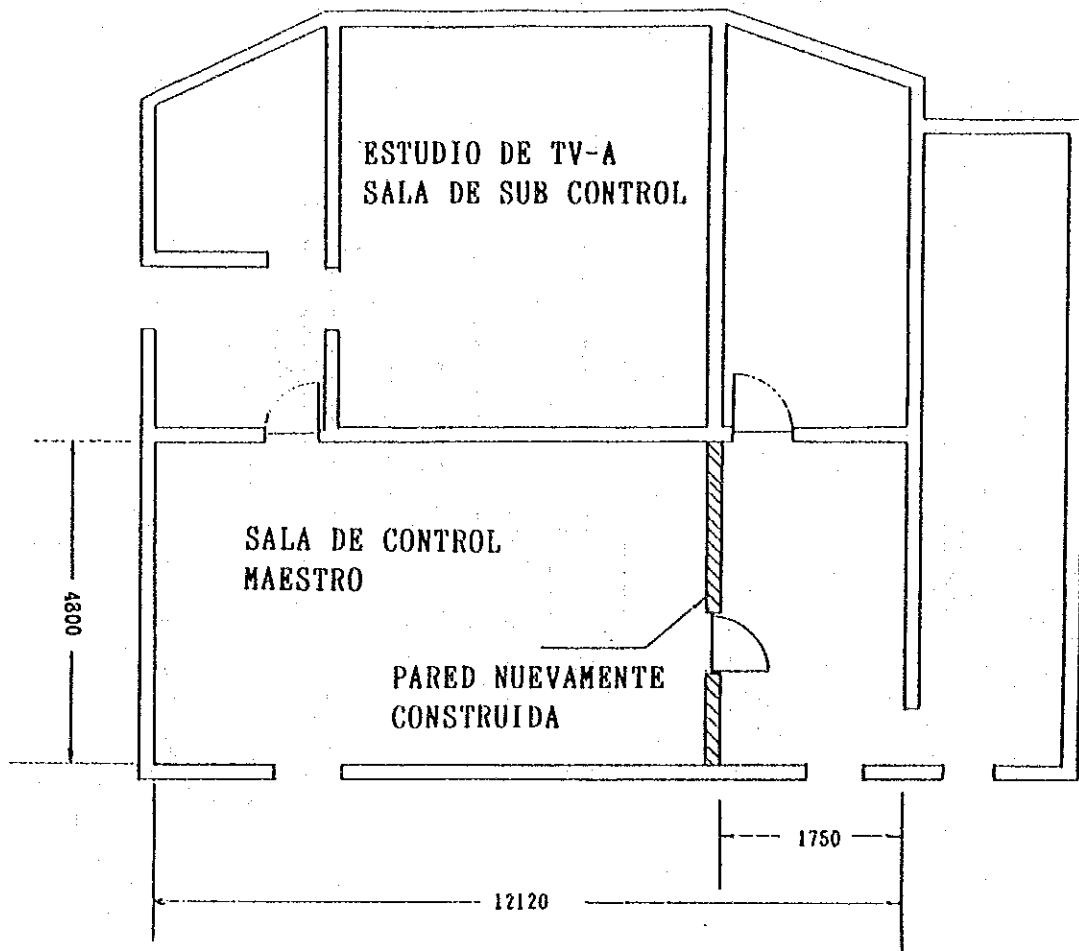 ESTUDIO DE TV-A
SALA DE SUB CONTROL
SALA DE CONTROL
MAESTRO
4800
PARED NUEVAMENTE
CONSTRUIDA
1750
12120